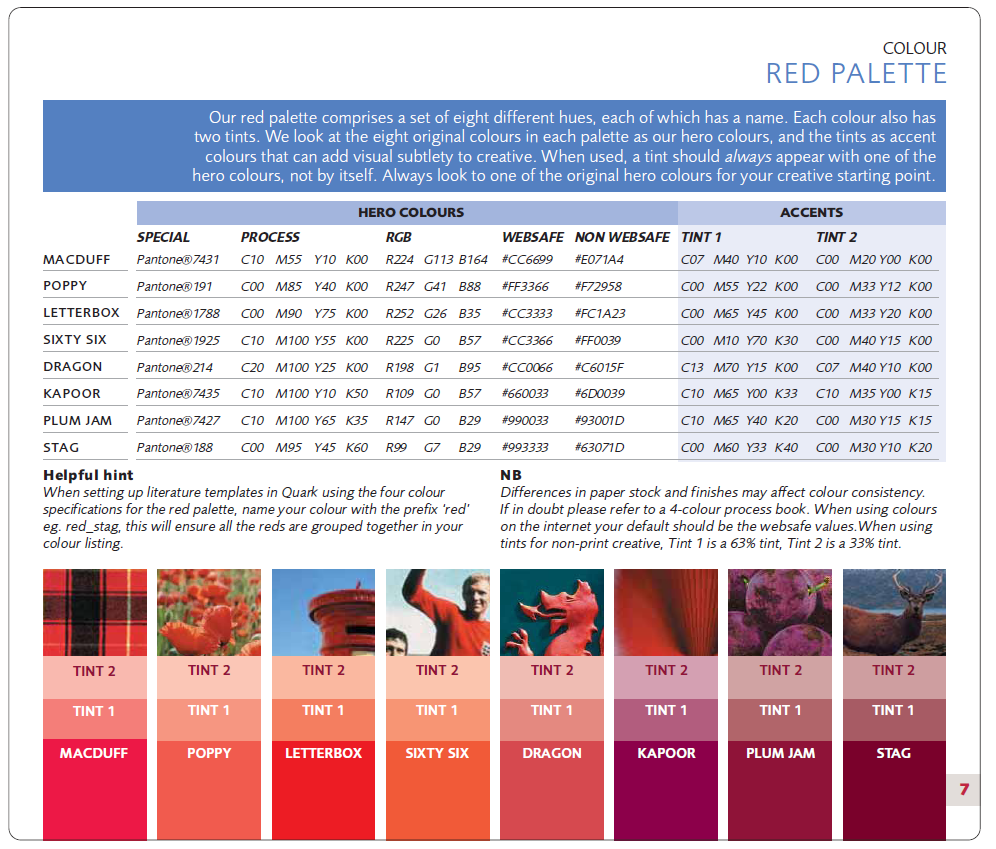 COLOUR
RED PALETTE
Our red palette comprises a set of eight different hues, each of which has a name. Each colour also has
two tints. We look at the eight original colours in each palette as our hero colours, and the tints as accent
colours that can add visual subtlety to creative. When used, a tint should always appear with one of the
hero colours, not by itself. Always look to one of the original hero colours for your creative starting point.
HERO COLOURS ACCENTS
SPECIAL PROCESS RGB WEBSAFE NON WEBSAFE TINT 1 TINT 2
MACDUFF Pantone®7431 C10 M55 Y10 K00 R224 G113 B164 #CC6699 #E071A4 C07 M40 Y10 K00 C00 M20 Y00 K00
POPPY Pantone®191 C00 M85 Y40 K00 R247 G41 B88 #FF3366 #F72958 C00 M55 Y22 K00 C00 M33 Y12 K00
LETTERBOX Pantone®1788 C00 M90 Y75 K00 R252 G26 B35 #CC3333 #FC1A23 C00 M65 Y45 K00 C00 M33 Y20 K00
SIXTY SIX Pantone®1925 C10 M100 Y55 K00 R225 G0 B57 #CC3366 #FF0039 C00 M10 Y70 K30 C00 M40 Y15 K00
DRAGON Pantone®214 C20 M100 Y25 K00 R198 G1 B95 #CC0066 #C6015F C13 M70 Y15 K00 C07 M40 Y10 K00
KAPOOR Pantone®7435 C10 M100 Y10 K50 R109 G0 B57 #660033 #6D0039 C10 M65 Y00 K33 C10 M35 Y00 K15
PLUM JAM Pantone®7427 C10 M100 Y65 K35 R147 G0 B29 #990033 #93001D C10 M65 Y40 K20 C00 M30 Y15 K15
STAG Pantone®188 C00 M95 Y45 K60 R99 G7 B29 #993333 #63071D C00 M60 Y33 K40 C00 M30 Y10 K20
Helpful hint
When setting up literature templates in Quark using the four colour
specifications for the red palette, name your colour with the prefix ‘red’
eg. red_stag, this will ensure all the reds are grouped together in your
colour listing.
NB
Differences in paper stock and finishes may affect colour consistency.
If in doubt please refer to a 4-colour process book. When using colours
on the internet your default should be the websafe values.When using
tints for non-print creative, Tint 1 is a 63% tint, Tint 2 is a 33% tint.
TINT 2 TINT 2 TINT 2 TINT 2 TINT 2 TINT 2 TINT 2 TINT 2
TINT 1 TINT 1 TINT 1 TINT 1 TINT 1 TINT 1 TINT 1 TINT 1
MACDUFF POPPY LETTERBOX SIXTY SIX DRAGON KAPOOR PLUM JAM STAG
7